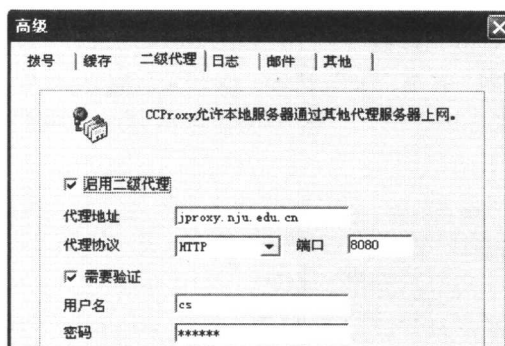 高级
拨号 缓存 二级代理 日志 邮件 其他
CCProxy允许本地服务器通过其他代理服务器上网。
启用二级代理
代理地址 jproxy.nju.edu.cn
代理协议 HTTP 端口 8080
需要验证
用户名 cs
密码 ******